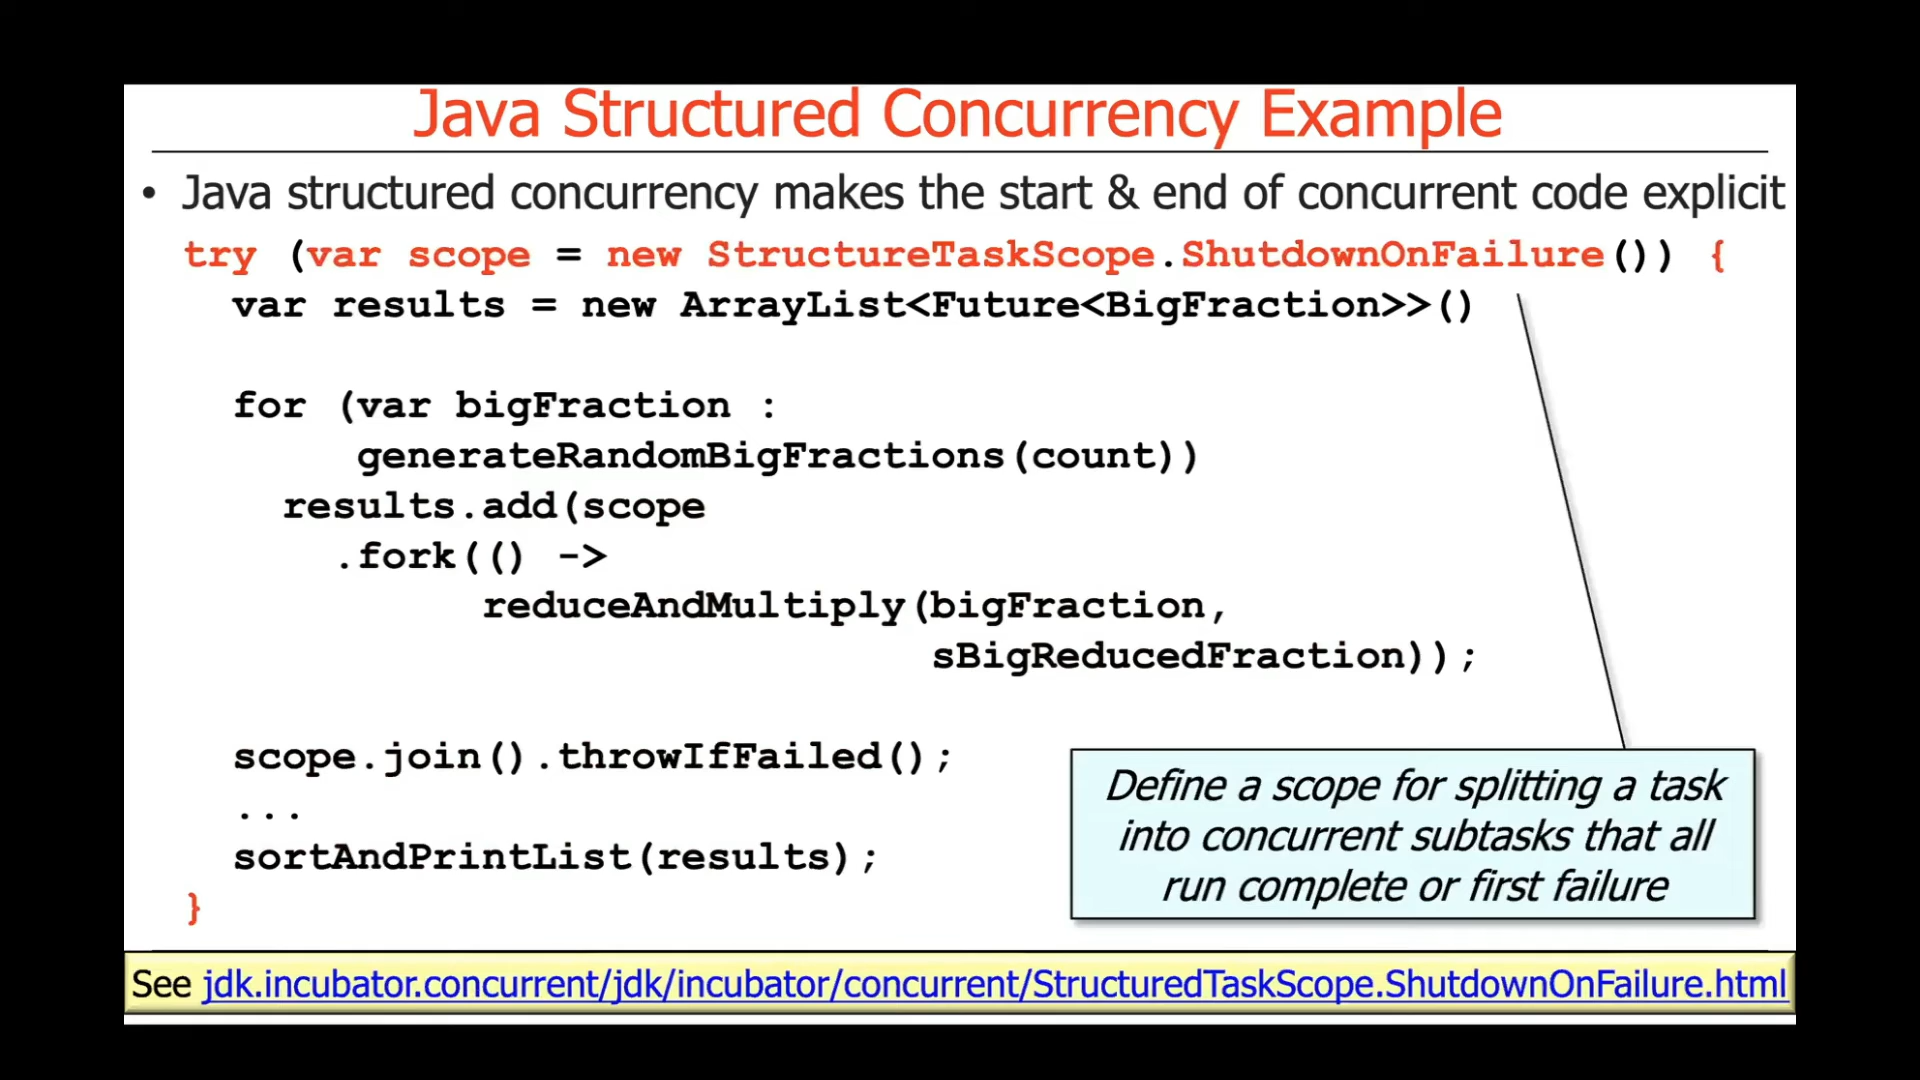 Java Structured Concurrency Example
• Java structured concurrency makes the start & end of concurrent code explicit
try (var scope = new StructureTaskScope.ShutdownOnFailure()) {
var results = new ArrayList<Future<BigFraction>>()
for (var bigFraction :
generateRandomBigFractions(count))
results.add(scope
.fork(() ->
reduceAndMultiply(bigFraction,
sBigReducedFraction));
scope.join().throwIfFailed();
...
sortAndPrintList(results);
}
Define a scope for splitting a task
into concurrent subtasks that all
run complete or first failure
See jdk.incubator.concurrent/jdk/incubator/concurrent/StructuredTaskScope.ShutdownOnFailure.html